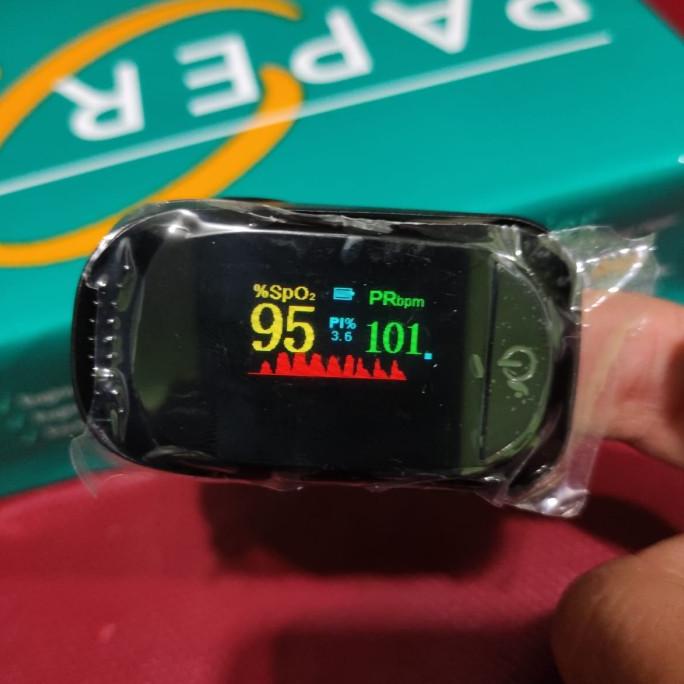 PAPER
%SpO₂ PRbpm
95 PI% 101
3.6